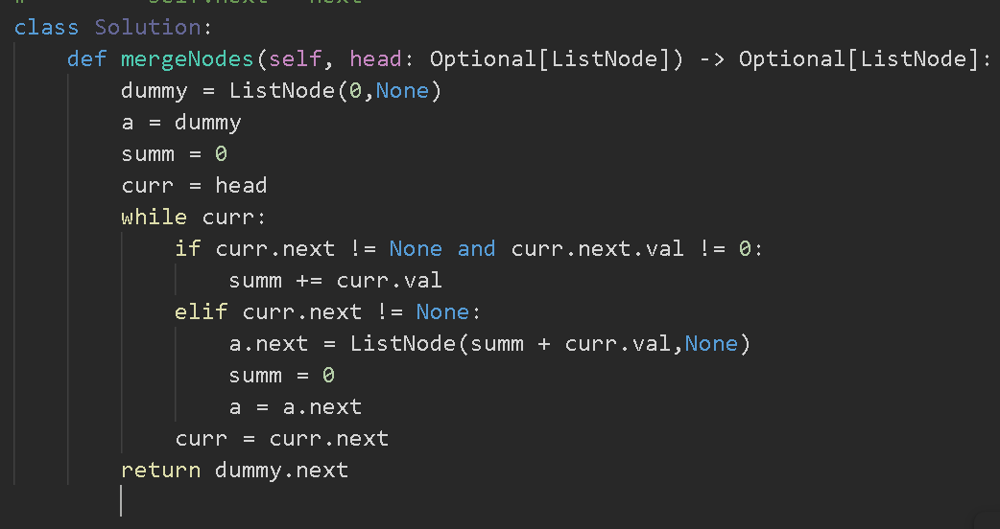 class Solution:
    def mergeNodes(self, head: Optional[ListNode]) -> Optional[ListNode]:
        dummy = ListNode(0,None)
        a = dummy
        summ = 0
        curr = head
        while curr:
            if curr.next != None and curr.next.val != 0:
                summ += curr.val
            elif curr.next != None:
                a.next = ListNode(summ + curr.val,None)
                summ = 0
                a = a.next
            curr = curr.next
        return dummy.next